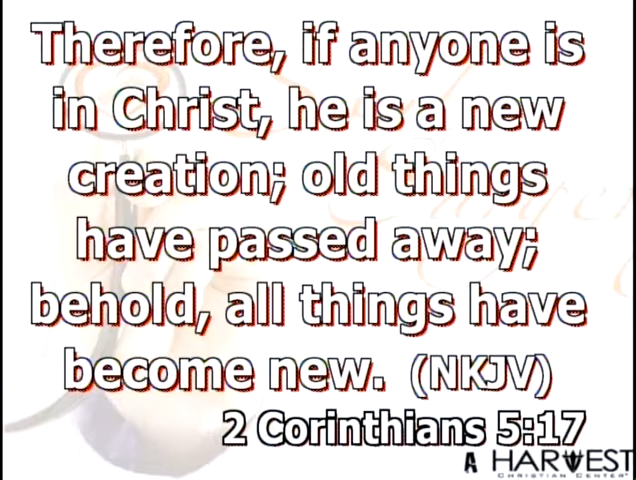 Therefore, if anyone is
in Christ, he is a new
creation; old things
have passed away;
behold, all things have
become new. (NKJV)
2 Corinthians 5:17
A HARVEST
CHRISTIAN CENTER